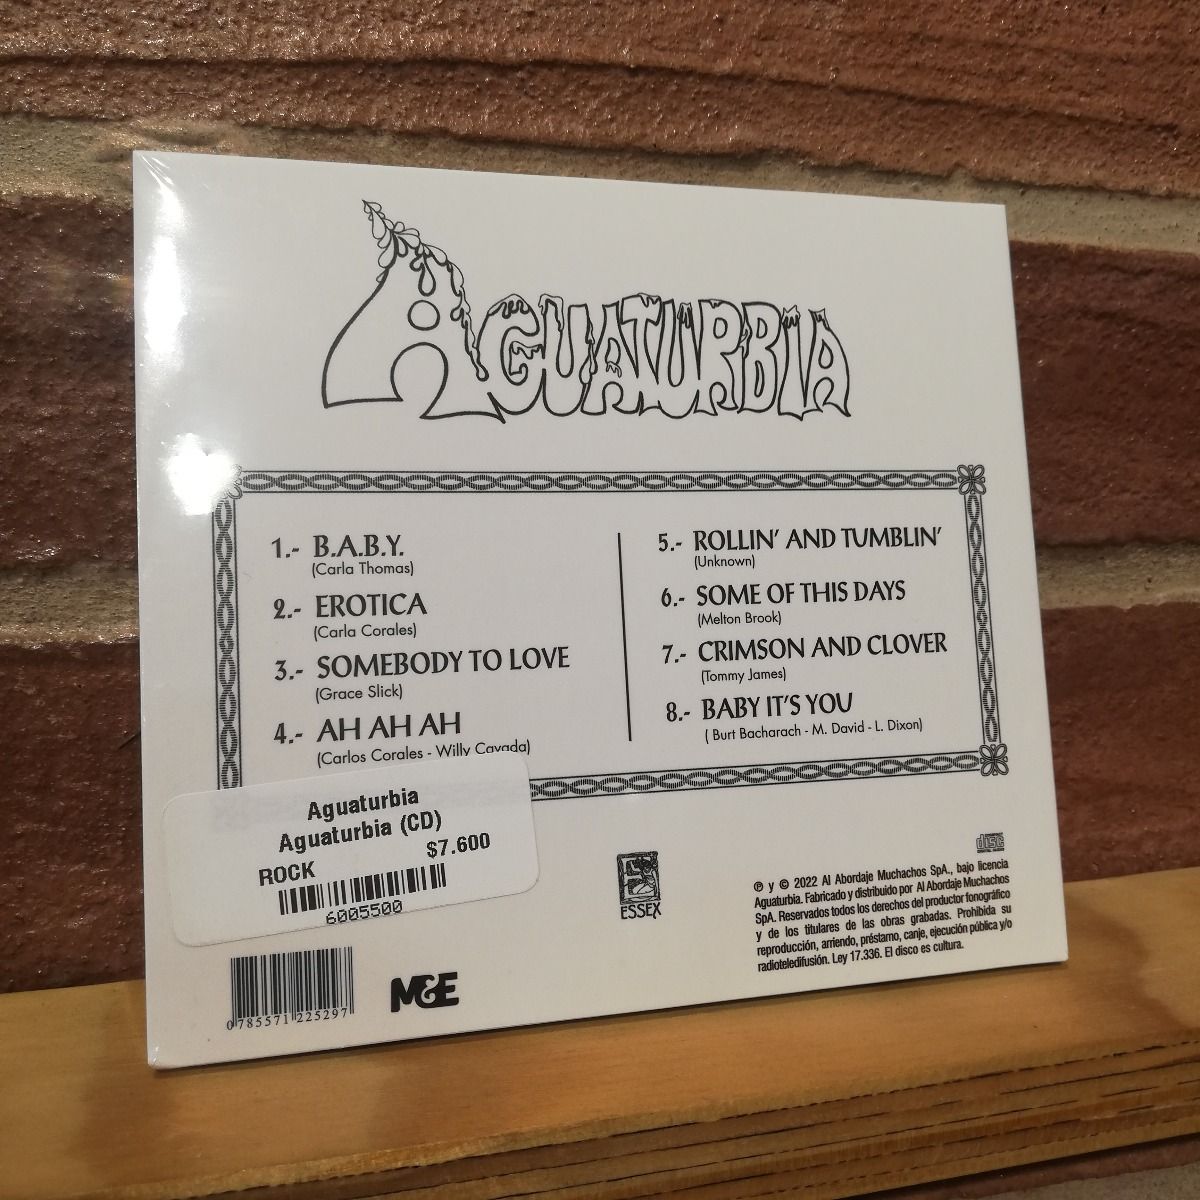 AGUATURBIA
1.- B.A.B.Y.
(Carla Thomas)
2.- EROTICA
(Carla Corales)
3.- SOMEBODY TO LOVE
(Grace Slick)
4.- AH AH AH
(Carlos Corales - Willy Cavada)
5.- ROLLIN' AND TUMBLIN'
(Unknown)
6.- SOME OF THIS DAYS
(Melton Brook)
7.- CRIMSON AND CLOVER
(Tommy James)
8.- BABY IT'S YOU
( Burt Bacharach - M. David - L. Dixon)
Aguaturbia
Aguaturbia (CD)
$7.600
ROCK
6005500
0 785571 225297
M&E
ESSEX
disc
℗ y © 2022 Al Abordaje Muchachos SpA., bajo licencia
Aguaturbia. Fabricado y distribuido por Al Abordaje Muchachos
SpA. Reservados todos los derechos del productor fonográfico
y de los titulares de las obras grabadas. Prohibida su
reproducción, arriendo, préstamo, canje, ejecución pública y/o
radioteledifusión. Ley 17.336. El disco es cultura.